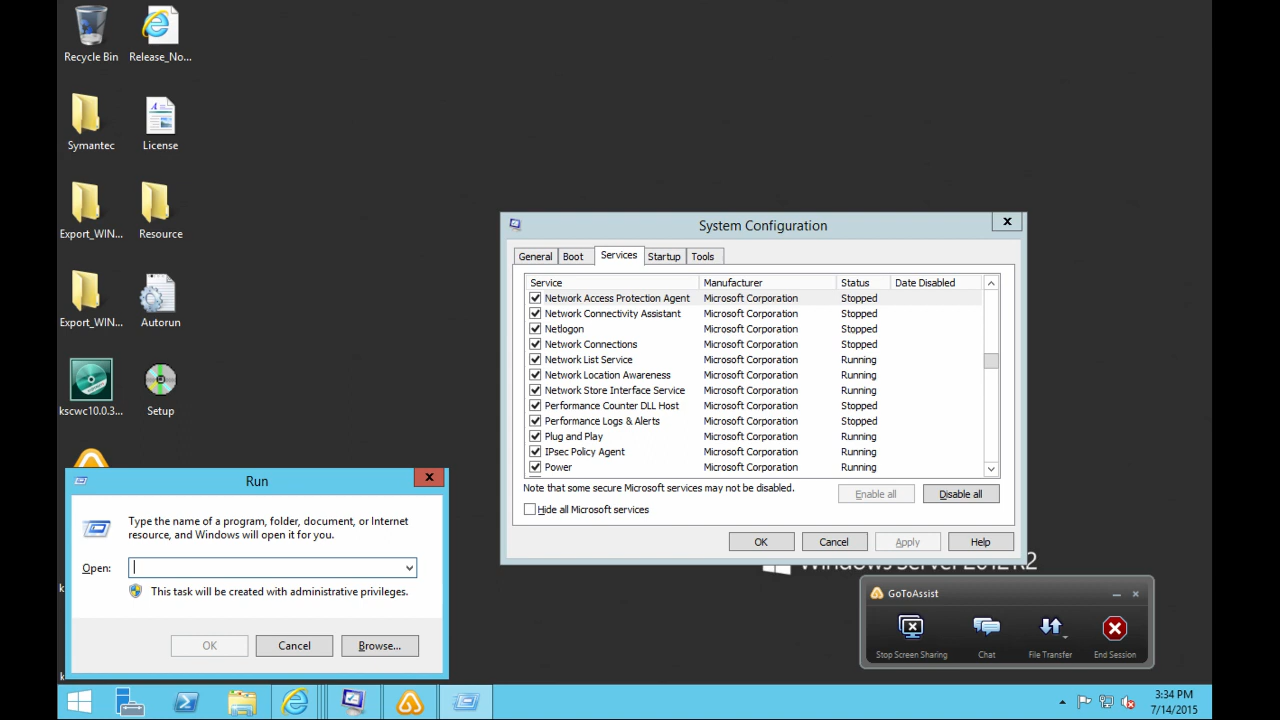 Recycle Bin
Release_No...
Symantec
License
Export_WIN...
Resource
Export_WIN...
Autorun
kscwc10.0.3...
Setup
System Configuration
General Boot Services Startup Tools
Service Manufacturer Status Date Disabled
Network Access Protection Agent Microsoft Corporation Stopped
Network Connectivity Assistant Microsoft Corporation Stopped
Netlogon Microsoft Corporation Stopped
Network Connections Microsoft Corporation Stopped
Network List Service Microsoft Corporation Running
Network Location Awareness Microsoft Corporation Running
Network Store Interface Service Microsoft Corporation Running
Performance Counter DLL Host Microsoft Corporation Stopped
Performance Logs & Alerts Microsoft Corporation Stopped
Plug and Play Microsoft Corporation Running
IPsec Policy Agent Microsoft Corporation Running
Power Microsoft Corporation Running
Note that some secure Microsoft services may not be disabled.
Enable all
Disable all
Hide all Microsoft services
OK
Cancel
Apply
Help
Run
Type the name of a program, folder, document, or Internet
resource, and Windows will open it for you.
Open:
This task will be created with administrative privileges.
OK
Cancel
Browse...
Windows Server 2012 R2
GoToAssist
Stop Screen Sharing
Chat
File Transfer
End Session
3:34 PM
7/14/2015